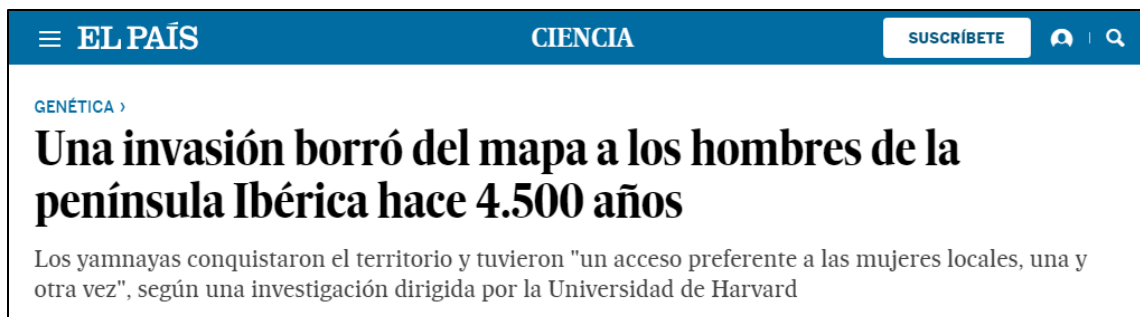 EL PAÍS CIENCIA SUSCRÍBETE
GENÉTICA ›
Una invasión borró del mapa a los hombres de la
península Ibérica hace 4.500 años
Los yamnayas conquistaron el territorio y tuvieron "un acceso preferente a las mujeres locales, una y
otra vez", según una investigación dirigida por la Universidad de Harvard